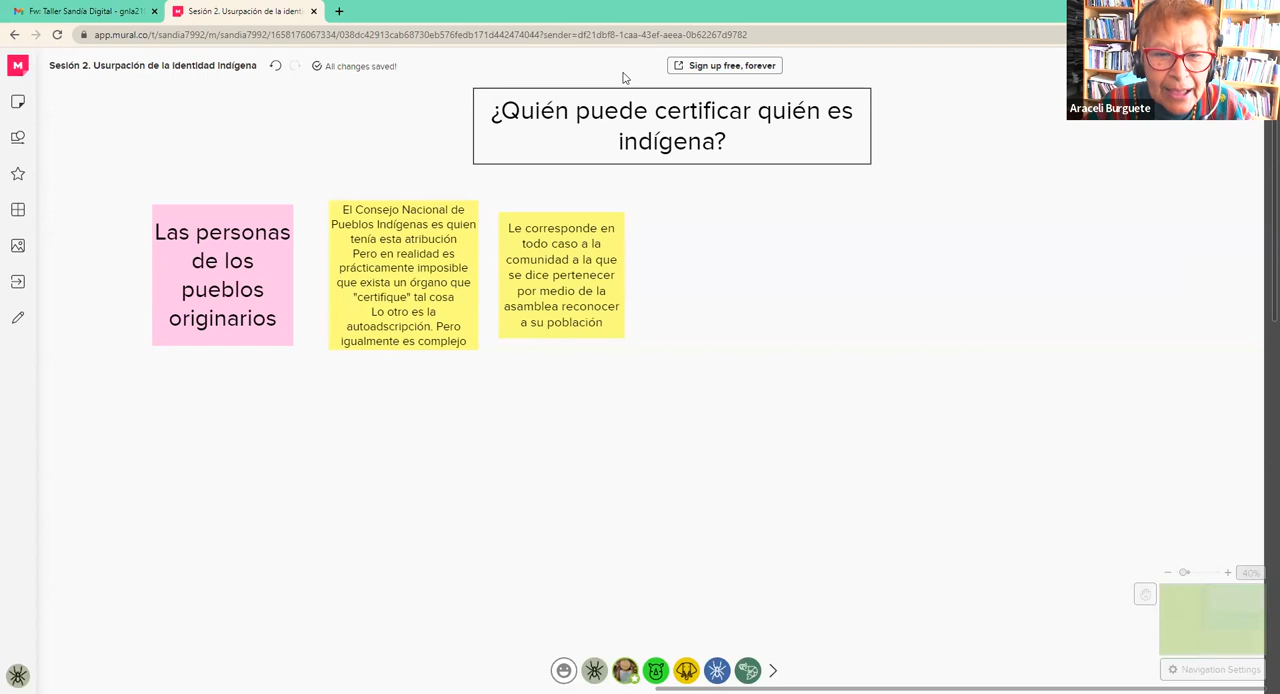 Fw: Taller Sandía Digital - gnla21
Sesión 2. Usurpación de la identi
app.mural.co/t/sandia7992/m/sandia7992/1658176067334/038dc42913cab68730eb576fedb171d442474044?sender=df21dbf8-1caa-43ef-aeea-0b62267d9782
M
Sesión 2. Usurpación de la identidad indígena
All changes saved!
Sign up free, forever
Araceli Burguete
¿Quién puede certificar quién es
indígena?
Las personas
de los
pueblos
originarios
El Consejo Nacional de
Pueblos Indígenas es quien
tenía esta atribución
Pero en realidad es
prácticamente imposible
que exista un órgano que
"certifique" tal cosa
Lo otro es la
autoadscripción. Pero
igualmente es complejo
Le corresponde en
todo caso a la
comunidad a la que
se dice pertenecer
por medio de la
asamblea reconocer
a su población
40%
Navigation Settings